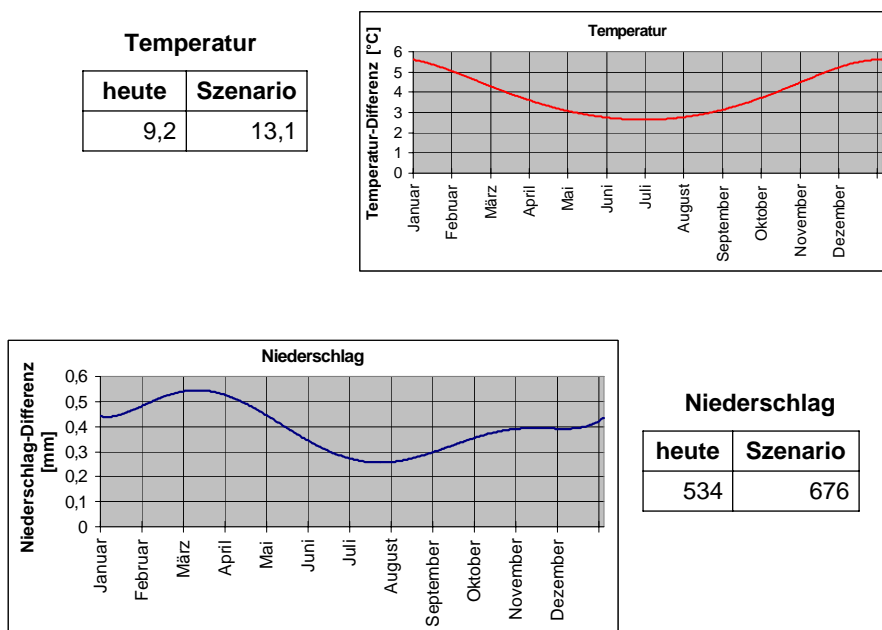 Temperatur
heute Szenario
9,2 13,1
Temperatur
Temperatur-Differenz [°C]
6
5
4
3
2
1
0
Januar
Februar
März
April
Mai
Juni
Juli
August
September
Oktober
November
Dezember
Niederschlag
Niederschlag-Differenz
[mm]
0,6
0,5
0,4
0,3
0,2
0,1
0
Januar
Februar
März
April
Mai
Juni
Juli
August
September
Oktober
November
Dezember
Niederschlag
heute Szenario
534 676